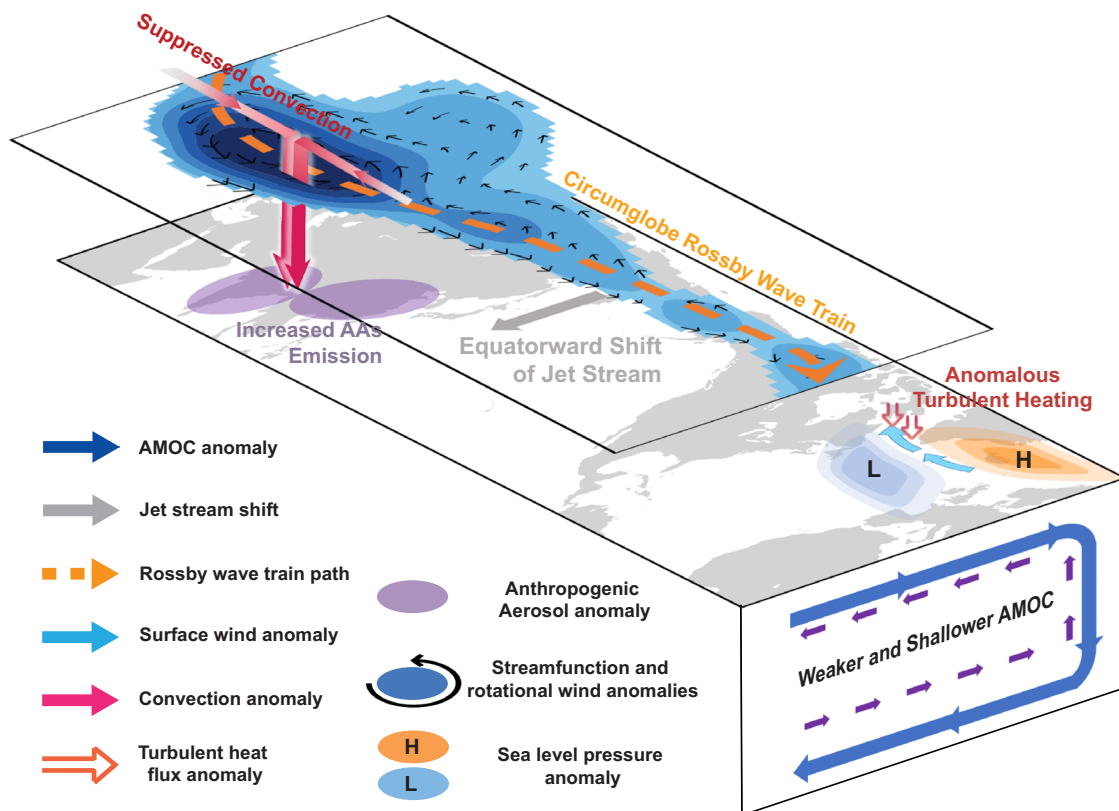 Suppressed Convection
Circumglobe Rossby Wave Train
Increased AAs
Emission
Equatorward Shift
of Jet Stream
Anomalous
Turbulent Heating
L
H
Weaker and Shallower AMOC
AMOC anomaly
Jet stream shift
Rossby wave train path
Surface wind anomaly
Convection anomaly
Turbulent heat
flux anomaly
Anthropogenic
Aerosol anomaly
Streamfunction and
rotational wind anomalies
H
L
Sea level pressure
anomaly